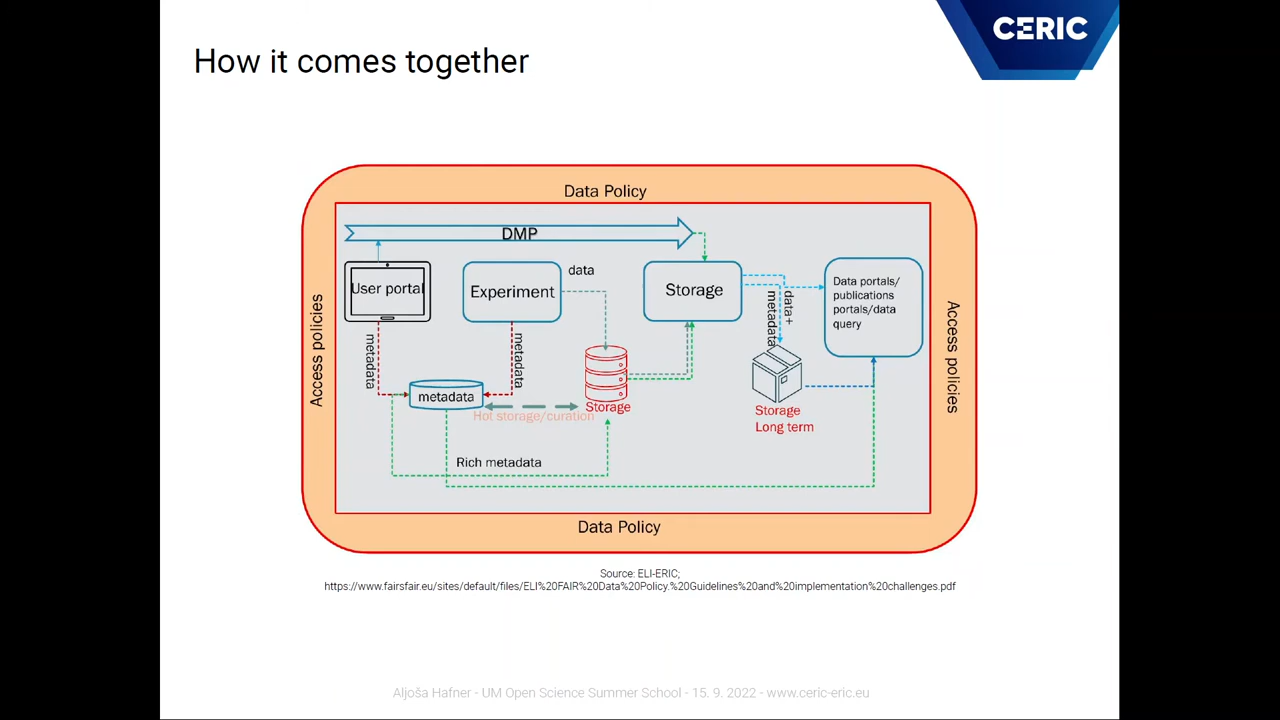 CERIC
How it comes together
Data Policy
DMP
User portal
Experiment
data
Storage
Data portals/
publications
portals/data
query
data+
metadata
metadata
metadata
metadata
Access policies
Access policies
Storage
Hot storage/curation
Storage
Long term
Rich metadata
Data Policy
Source: ELI-ERIC;
https://www.fairsfair.eu/sites/default/files/ELI%20FAIR%20Data%20Policy.%20Guidelines%20and%20implementation%20challenges.pdf
Aljoša Hafner - UM Open Science Summer School - 15. 9. 2022 - www.ceric-eric.eu